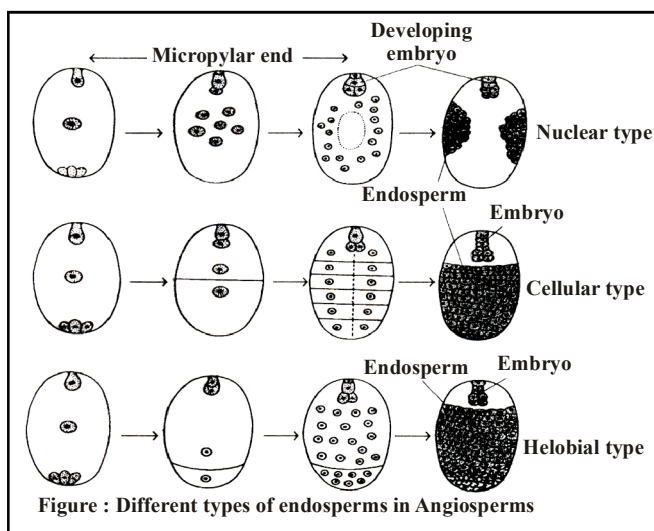 Developing
embryo
Micropylar end
Nuclear type
Endosperm
Embryo
Cellular type
Endosperm
Embryo
Helobial type
Figure : Different types of endosperms in Angiosperms